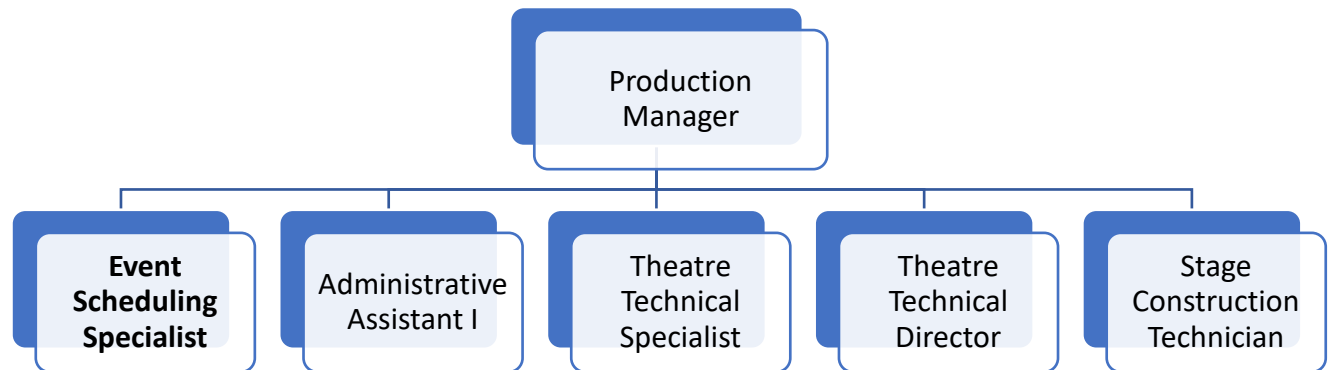 Production
Manager
Event
Scheduling
Specialist
Administrative
Assistant I
Theatre
Technical
Specialist
Theatre
Technical
Director
Stage
Construction
Technician